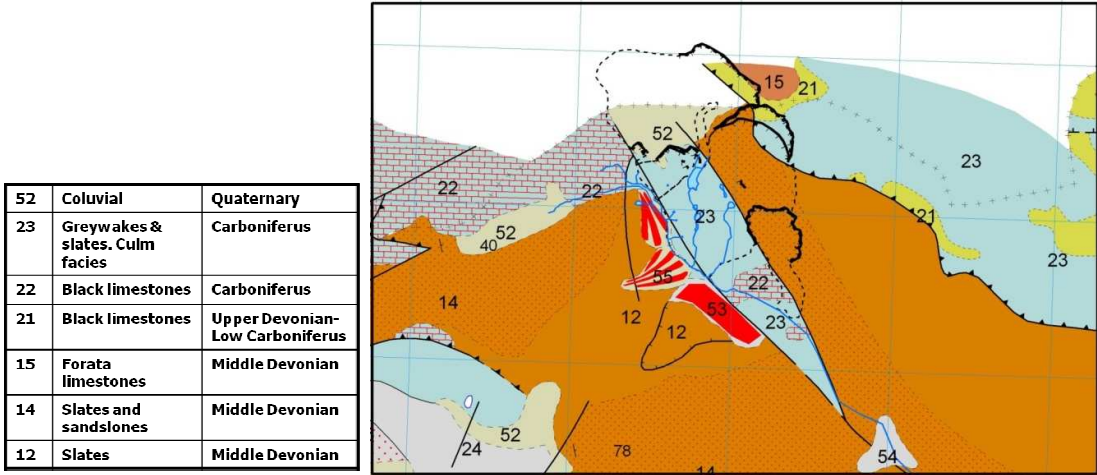 52 Coluvial Quaternary
23 Greywakes & Carboniferus
slates. Culm
facies
22 Black limestones Carboniferus
21 Black limestones Upper Devonian-
Low Carboniferus
15 Forata Middle Devonian
limestones
14 Slates and Middle Devonian
sandslones
12 Slates Middle Devonian
15
21
52
23
22
22
23
21
52
40
23
55
22
14
53
12
12
23
52
24
78
54
14